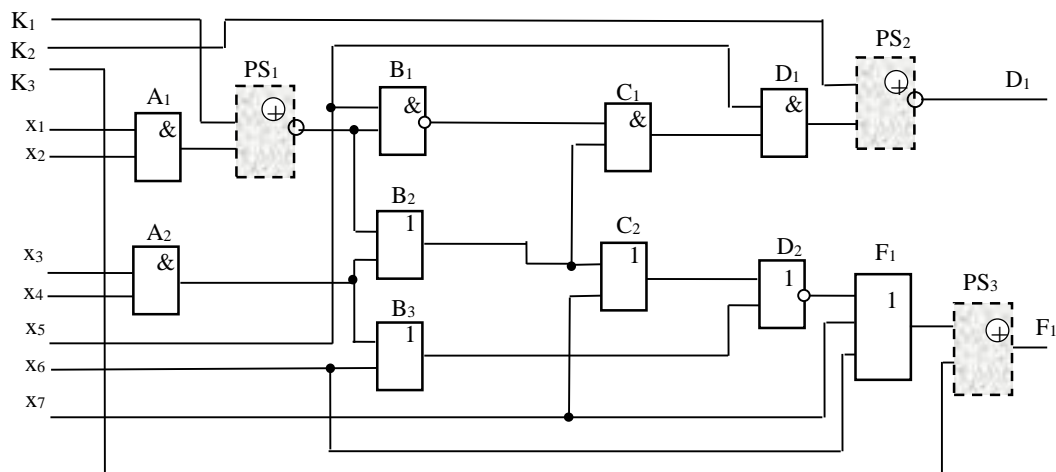 K1
K2
K3
PS1
PS2
A1
B1
C1
D1
D1
x1
x2
&
&
&
&
B2
A2
1
C2
D2
F1
x3
x4
&
1
1
1
PS3
x5
B3
1
F1
x6
x7